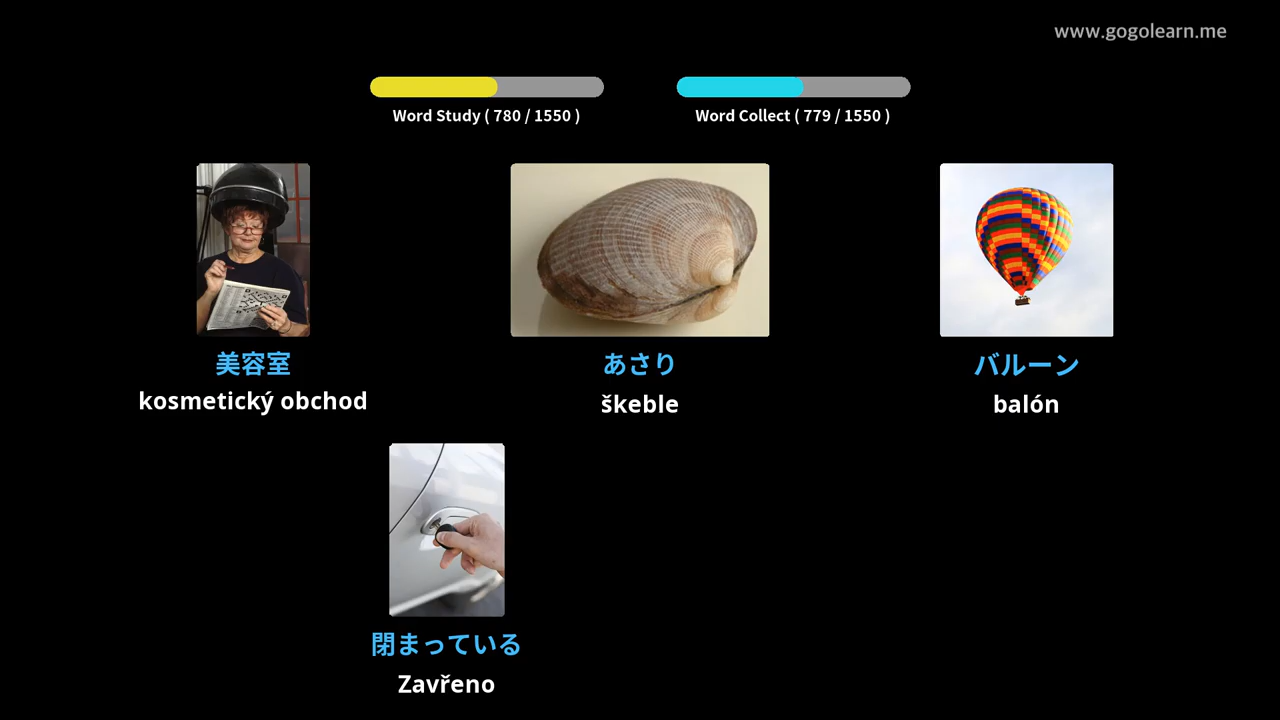 www.gogolearn.me
Word Study ( 780 / 1550 )
Word Collect ( 779 / 1550 )
美容室
kosmetický obchod
あさり
škeble
バルーン
balón
閉まっている
Zavřeno